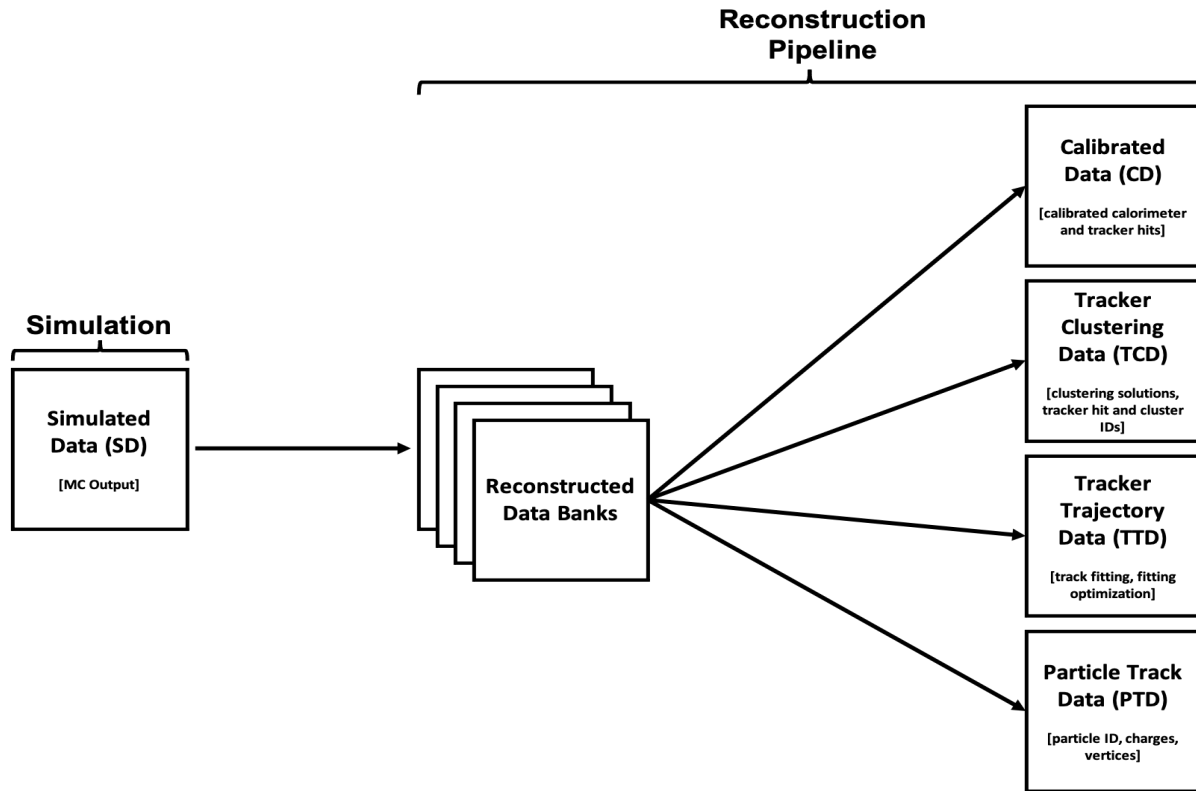 Reconstruction
Pipeline
Calibrated
Data (CD)
[calibrated calorimeter
and tracker hits]
Simulation
Simulated
Data (SD)
[MC Output]
Reconstructed
Data Banks
Tracker
Clustering
Data (TCD)
[clustering solutions,
tracker hit and cluster
IDs]
Tracker
Trajectory
Data (TTD)
[track fitting, fitting
optimization]
Particle Track
Data (PTD)
[particle ID, charges,
vertices]